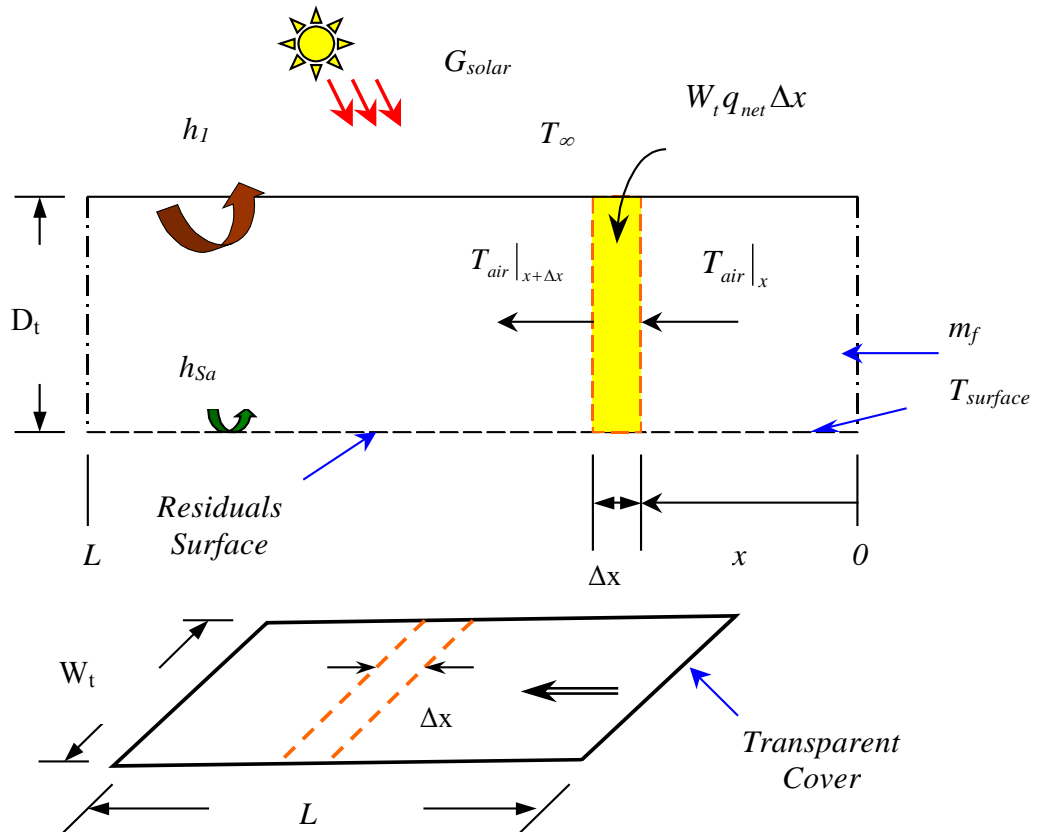 G_solar
W_t q_net Δx
h_1
T_∞
T_air|_x+Δx
T_air|_x
D_t
m_f
h_Sa
T_surface
Residuals
Surface
L
Δx
x
0
W_t
Δx
Transparent
Cover
L